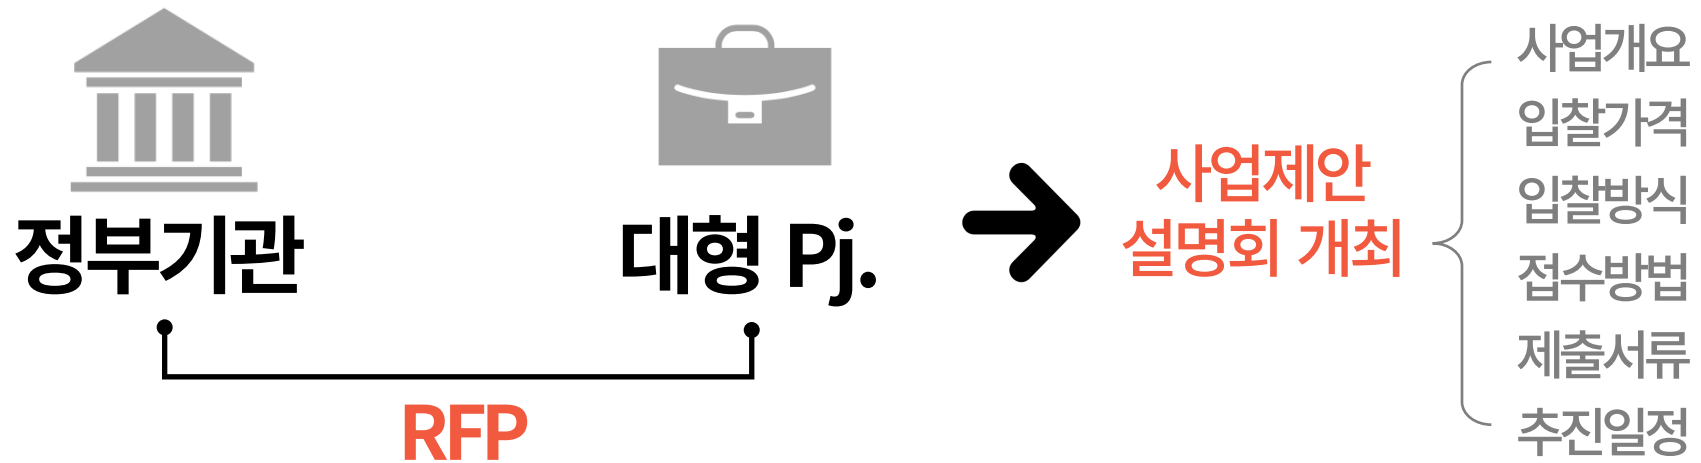 정부기관
대형 Pj.
RFP
사업제안
설명회 개최
사업개요
입찰가격
입찰방식
접수방법
제출서류
추진일정